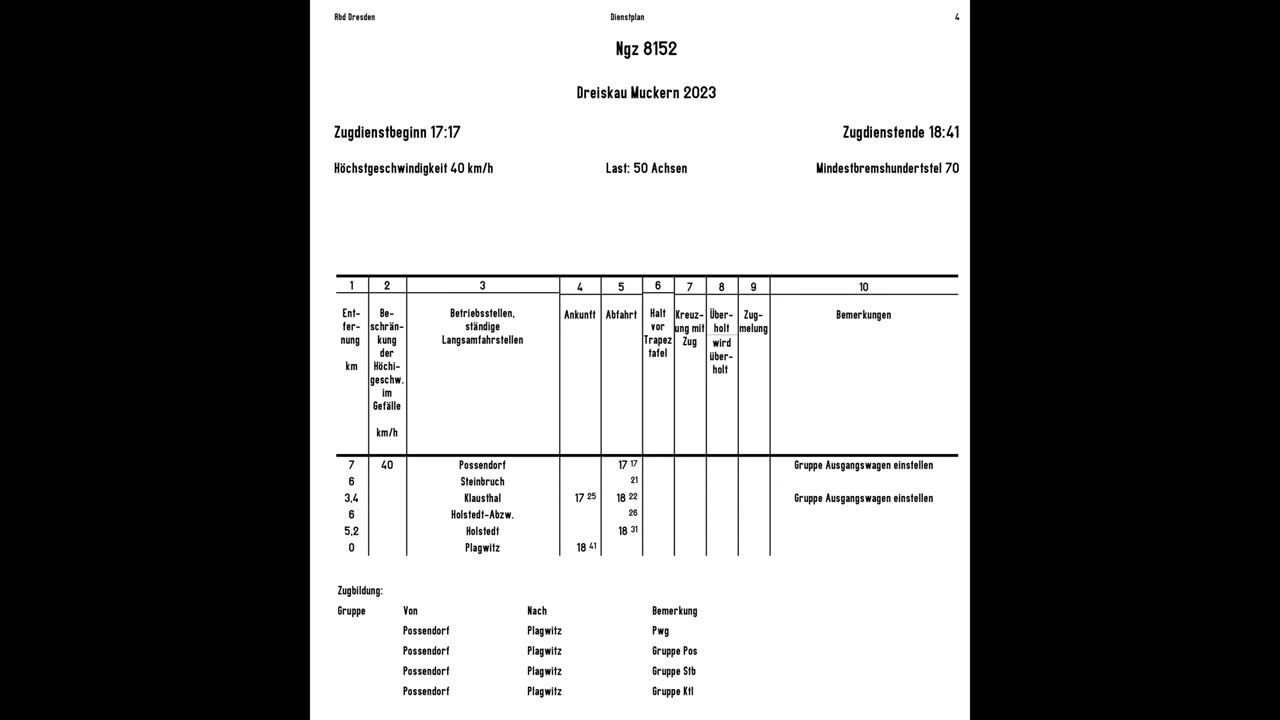 Rbd Dresden Dienstplan 4
Ngz 8152
Dreiskau Muckern 2023
Zugdienstbeginn 17:17 Zugdienstende 18:41
Höchstgeschwindigkeit 40 km/h Last: 50 Achsen Mindestbremshundertstel 70
1 2 3 4 5 6 7 8 9 10
Ent-
fer-
nung
km
Be-
schrän-
kung
der
Höchi-
geschw.
im
Gefälle
km/h
Betriebsstellen,
ständige
Langsamfahrstellen
Ankunft
Abfahrt
Halt
vor
Trapez
tafel
Kreuz-
ung mit
Zug
Über-
holt
wird
über-
holt
Zug-
melung
Bemerkungen
7 40 Possendorf 17 17 Gruppe Ausgangswagen einstellen
6 Steinbruch 21
3,4 Klausthal 17 25 18 22 Gruppe Ausgangswagen einstellen
6 Holstedt-Abzw. 26
5,2 Holstedt 18 31
0 Plagwitz 18 41
Zugbildung:
Gruppe Von Nach Bemerkung
Possendorf Plagwitz Pwg
Possendorf Plagwitz Gruppe Pos
Possendorf Plagwitz Gruppe Stb
Possendorf Plagwitz Gruppe Ktl